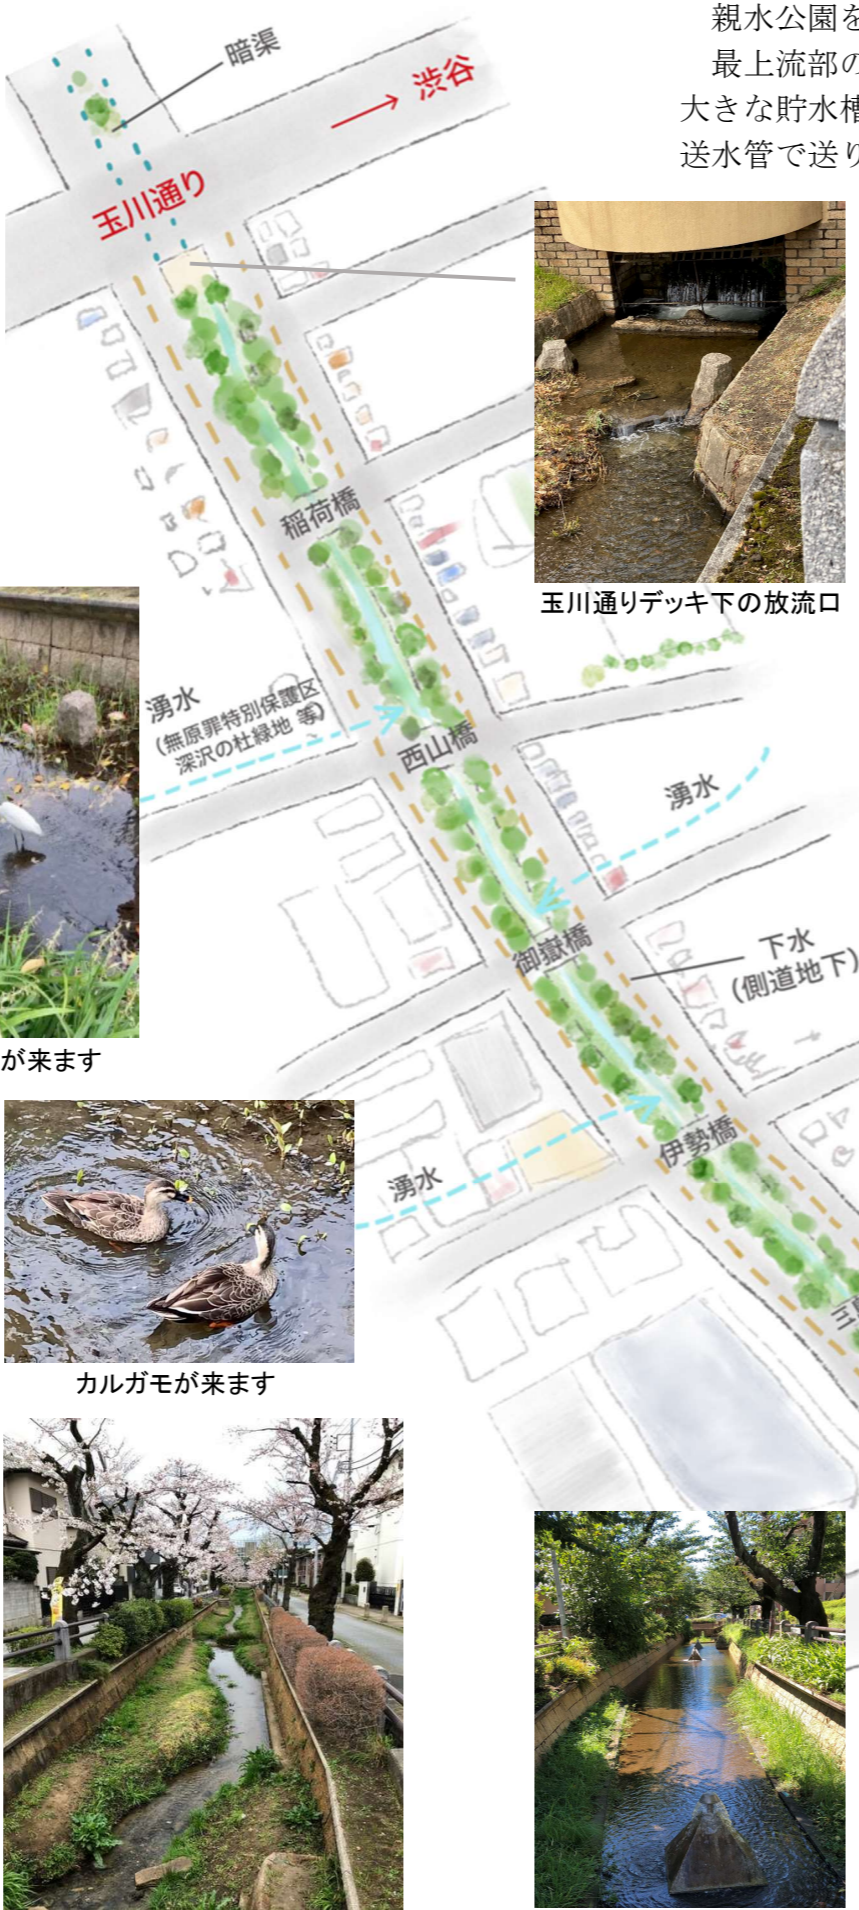 親水公園を
最上流部の
大きな貯水槽
送水管で送り
暗渠
渋谷
玉川通り
玉川通りデッキ下の放流口
稲荷橋
湧水
(無原罪特別保護区
深沢の杜緑地 等)
西山橋
湧水
御嶽橋
下水
(側道地下)
が来ます
伊勢橋
湧水
カルガモが来ます